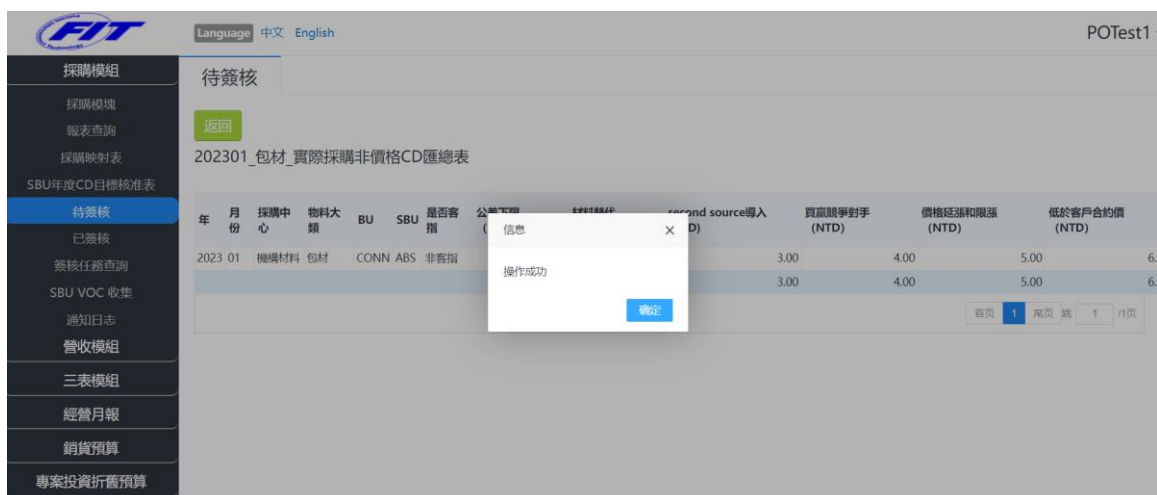 FIT
Language 中文 English
POTest1
採購模組
採購模塊
報表查詢
採購映射表
SBU年度CD目標核准表
待簽核
已簽核
簽核任務查詢
SBU VOC 收集
通知日志
營收模組
三表模組
經營月報
銷貨預算
專案投資折舊預算
待簽核
返回
202301_包材_實際採購非價格CD匯總表
年 月份 採購中心 物料大類 BU SBU 是否客指 公差下限 材料替代 second source導入 買贏競爭對手 (NTD) 價格延漲和限漲 (NTD) 低於客戶合約價 (NTD)
2023 01 機構材料 包材 CONN ABS 非客指 3.00 4.00 5.00 6.
3.00 4.00 5.00 6.
首页 1 尾页 跳 1 /1页
信息 ×
操作成功
确定